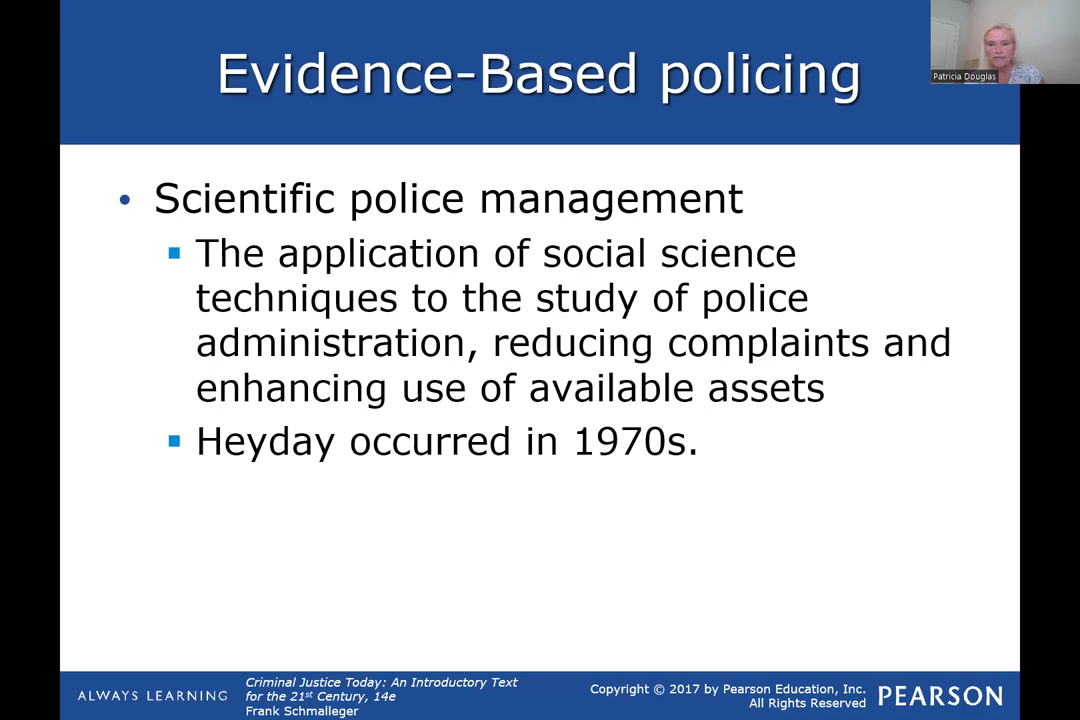 Evidence-Based policing
Patricia Douglas
• Scientific police management
▪ The application of social science
techniques to the study of police
administration, reducing complaints and
enhancing use of available assets
▪ Heyday occurred in 1970s.
ALWAYS LEARNING
Criminal Justice Today: An Introductory Text
for the 21st Century, 14e
Frank Schmalleger
Copyright © 2017 by Pearson Education, Inc.
All Rights Reserved
PEARSON